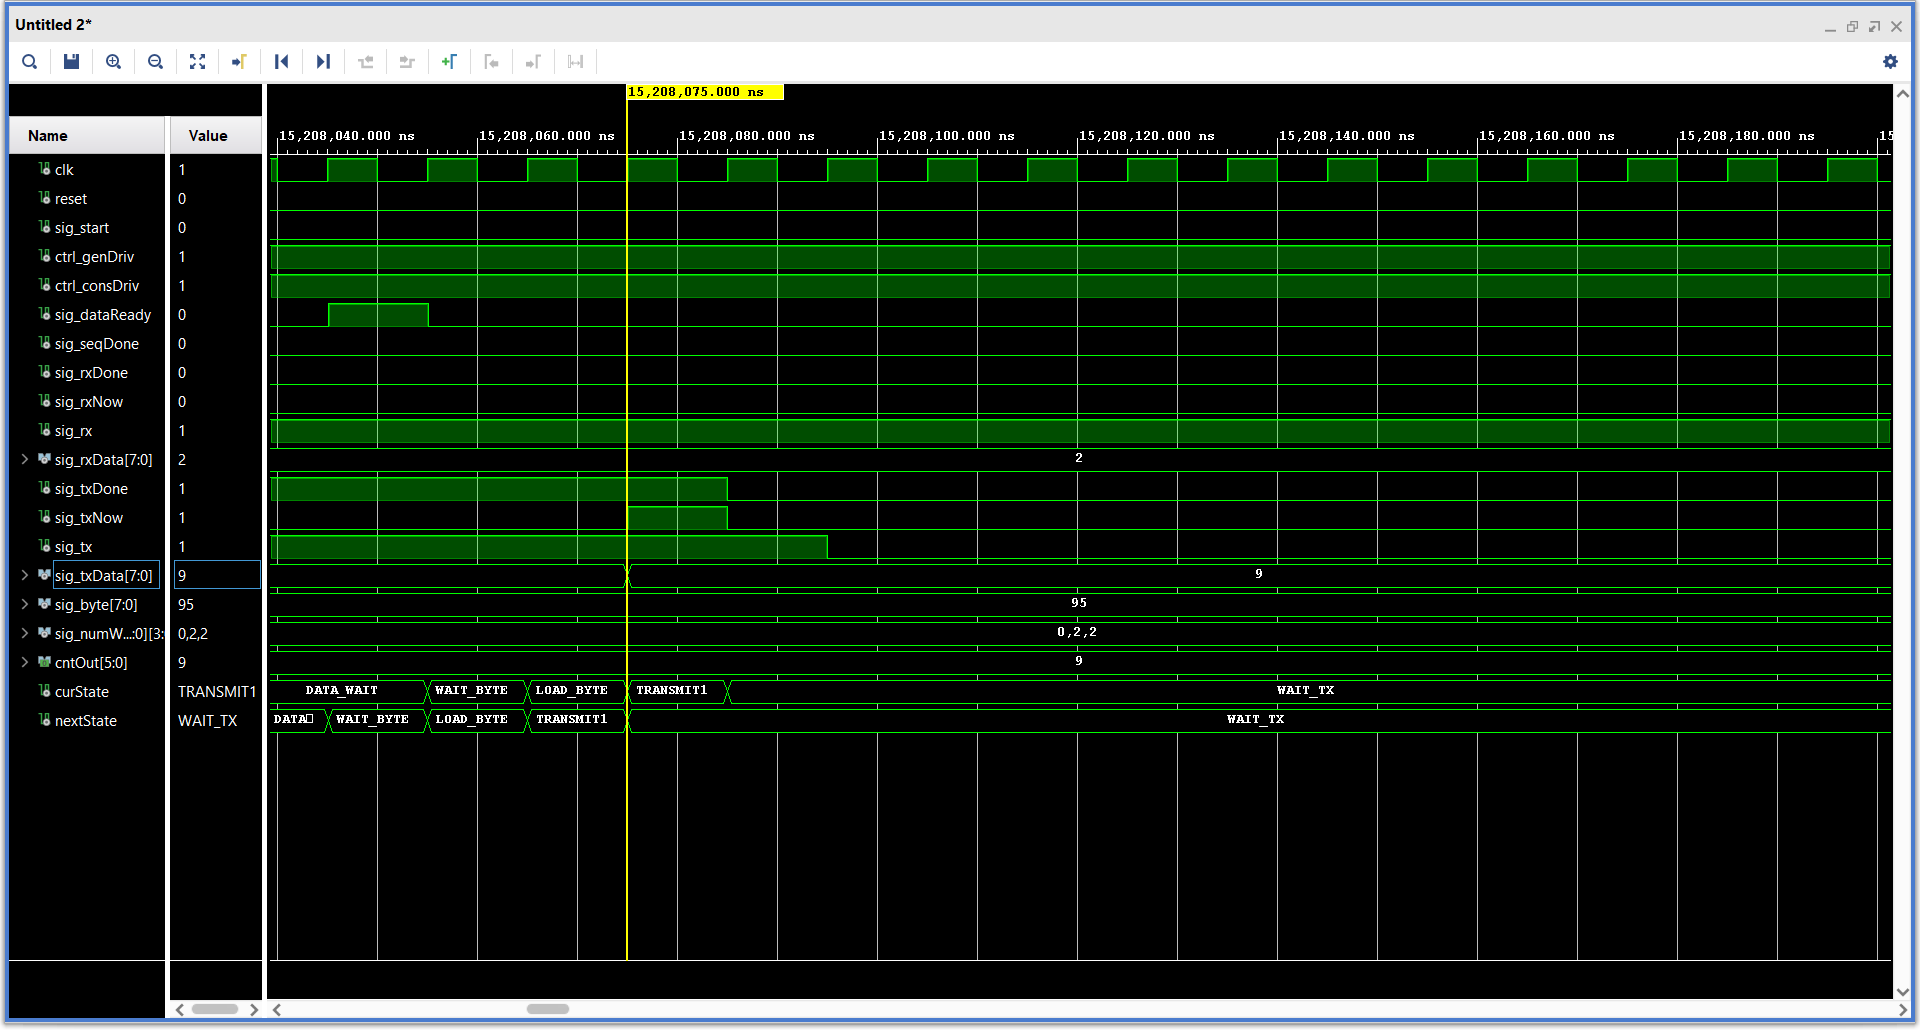 Untitled 2*
15,208,075.000 ns
Name Value
15,208,040.000 ns 15,208,060.000 ns 15,208,080.000 ns 15,208,100.000 ns 15,208,120.000 ns 15,208,140.000 ns 15,208,160.000 ns 15,208,180.000 ns 15
clk 1
reset 0
sig_start 0
ctrl_genDriv 1
ctrl_consDriv 1
sig_dataReady 0
sig_seqDone 0
sig_rxDone 0
sig_rxNow 0
sig_rx 1
sig_rxData[7:0] 2 2
sig_txDone 1
sig_txNow 1
sig_tx 1
sig_txData[7:0] 9 9
sig_byte[7:0] 95 95
sig_numW...:0][3: 0,2,2 0,2,2
cntOut[5:0] 9 9
curState TRANSMIT1 DATA_WAIT WAIT_BYTE LOAD_BYTE TRANSMIT1 WAIT_TX
nextState WAIT_TX DATA□ WAIT_BYTE LOAD_BYTE TRANSMIT1 WAIT_TX